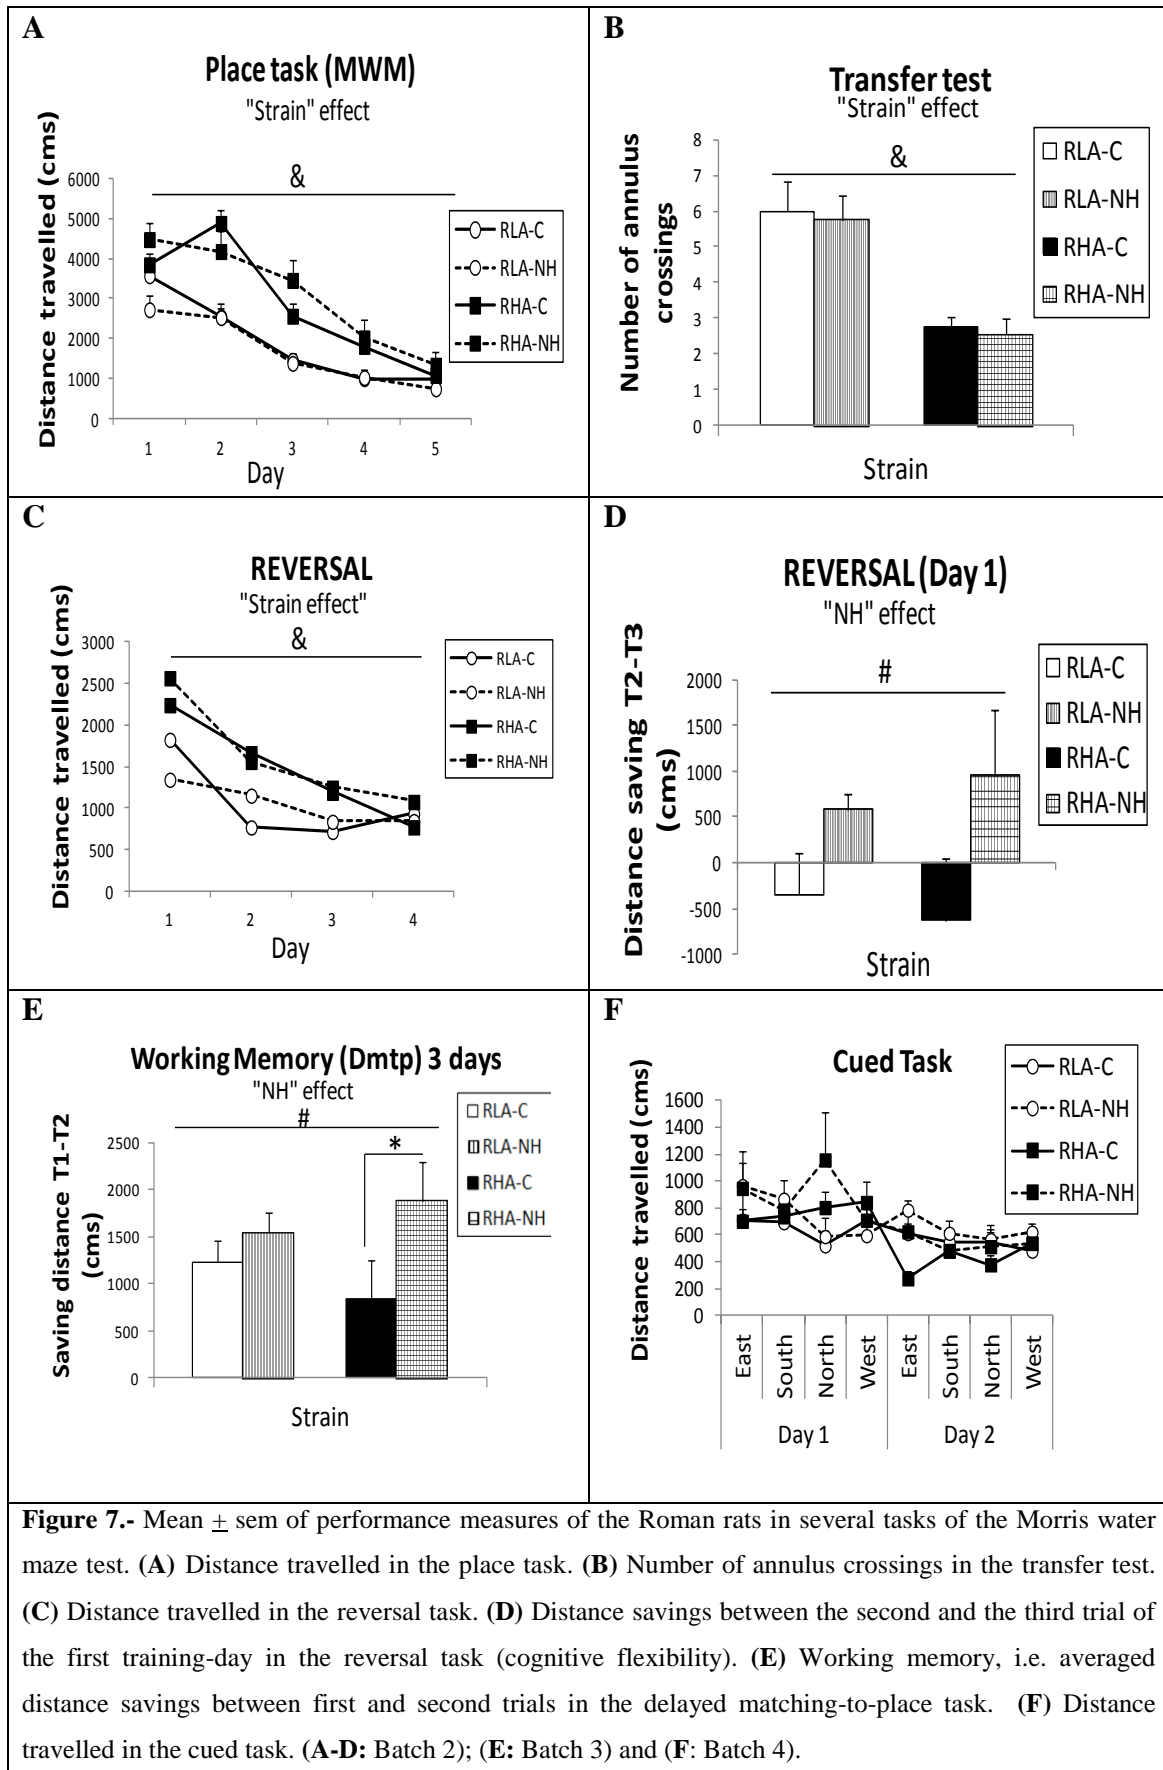 A
Place task (MWM)
"Strain" effect
Distance travelled (cms)
&
6000
5000
4000
3000
2000
1000
0
1 2 3 4 5
Day
RLA-C
RLA-NH
RHA-C
RHA-NH
B
Transfer test
"Strain" effect
Number of annulus
crossings
&
8
7
6
5
4
3
2
1
0
Strain
RLA-C
RLA-NH
RHA-C
RHA-NH
C
REVERSAL
"Strain effect"
Distance travelled (cms)
&
3000
2500
2000
1500
1000
500
0
1 2 3 4
Day
RLA-C
RLA-NH
RHA-C
RHA-NH
D
REVERSAL (Day 1)
"NH" effect
Distance saving T2-T3
(cms)
#
2000
1500
1000
500
0
-500
-1000
Strain
RLA-C
RLA-NH
RHA-C
RHA-NH
E
Working Memory (Dmtp) 3 days
"NH" effect
#
*
Saving distance T1-T2
(cms)
2500
2000
1500
1000
500
0
Strain
RLA-C
RLA-NH
RHA-C
RHA-NH
F
Cued Task
Distance travelled (cms)
1600
1400
1200
1000
800
600
400
200
0
East South North West East South North West
Day 1 Day 2
RLA-C
RLA-NH
RHA-C
RHA-NH
Figure 7.- Mean ± sem of performance measures of the Roman rats in several tasks of the Morris water
maze test. (A) Distance travelled in the place task. (B) Number of annulus crossings in the transfer test.
(C) Distance travelled in the reversal task. (D) Distance savings between the second and the third trial of
the first training-day in the reversal task (cognitive flexibility). (E) Working memory, i.e. averaged
distance savings between first and second trials in the delayed matching-to-place task. (F) Distance
travelled in the cued task. (A-D: Batch 2); (E: Batch 3) and (F: Batch 4).